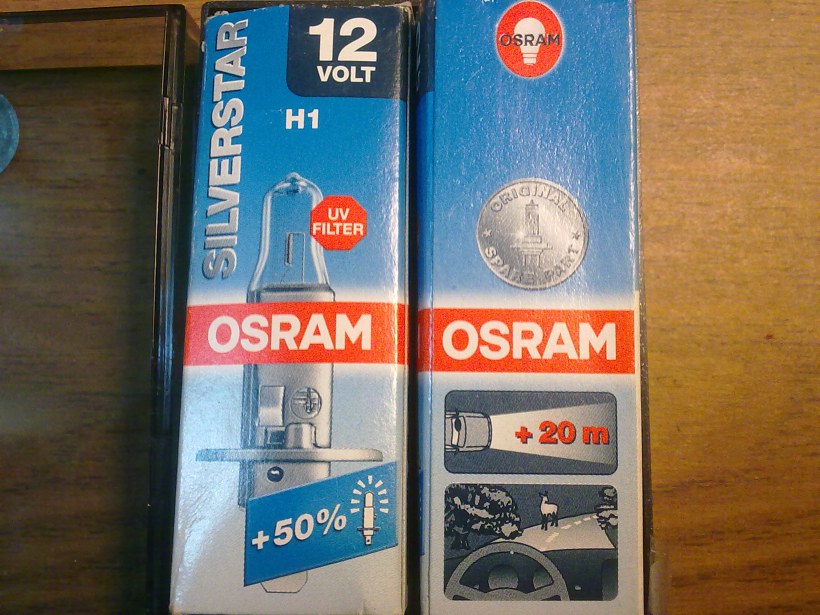 SILVERSTAR
12
VOLT
H1
UV
FILTER
OSRAM
+50%
OSRAM
ORIGINAL
SPARE PART
OSRAM
+ 20 m